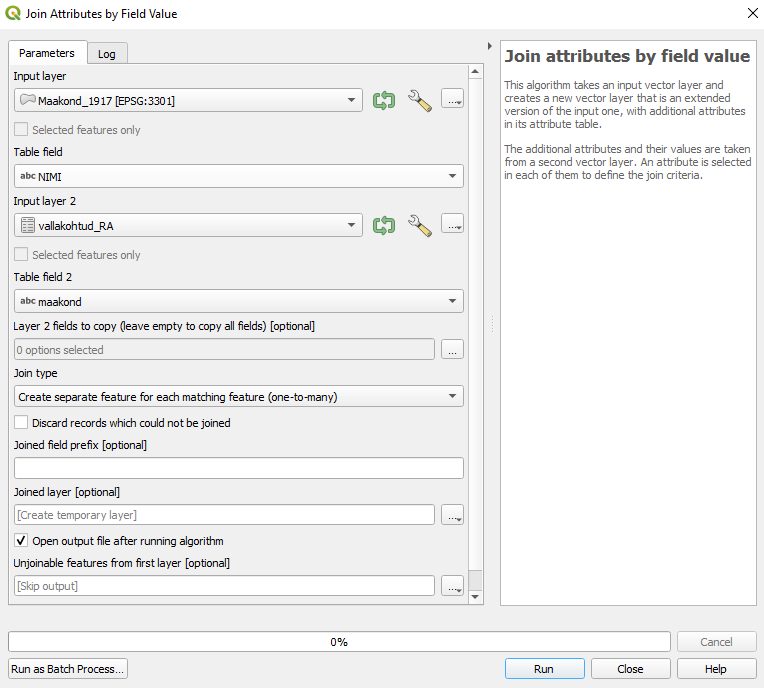 Join Attributes by Field Value
Parameters
Log
Input layer
Maakond_1917 [EPSG:3301]
...
Selected features only
Table field
abc NIMI
Input layer 2
vallakohtud_RA
...
Selected features only
Table field 2
abc maakond
Layer 2 fields to copy (leave empty to copy all fields) [optional]
0 options selected
...
Join type
Create separate feature for each matching feature (one-to-many)
Discard records which could not be joined
Joined field prefix [optional]
Joined layer [optional]
[Create temporary layer]
...
Open output file after running algorithm
Unjoinable features from first layer [optional]
[Skip output]
...
Join attributes by field value
This algorithm takes an input vector layer and
creates a new vector layer that is an extended
version of the input one, with additional attributes
in its attribute table.
The additional attributes and their values are taken
from a second vector layer. An attribute is selected
in each of them to define the join criteria.
0%
Cancel
Run as Batch Process...
Run
Close
Help